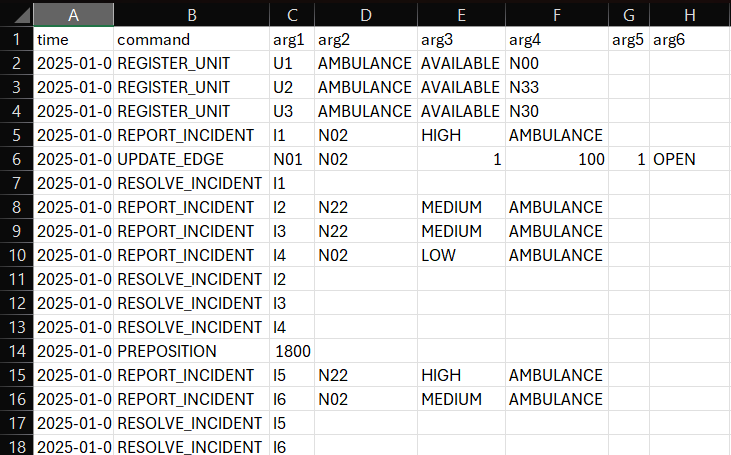 A B C D E F G H
1 time command arg1 arg2 arg3 arg4 arg5 arg6
2 2025-01-0 REGISTER_UNIT U1 AMBULANCE AVAILABLE N00
3 2025-01-0 REGISTER_UNIT U2 AMBULANCE AVAILABLE N33
4 2025-01-0 REGISTER_UNIT U3 AMBULANCE AVAILABLE N30
5 2025-01-0 REPORT_INCIDENT I1 N02 HIGH AMBULANCE
6 2025-01-0 UPDATE_EDGE N01 N02 1 100 1 OPEN
7 2025-01-0 RESOLVE_INCIDENT I1
8 2025-01-0 REPORT_INCIDENT I2 N22 MEDIUM AMBULANCE
9 2025-01-0 REPORT_INCIDENT I3 N22 MEDIUM AMBULANCE
10 2025-01-0 REPORT_INCIDENT I4 N02 LOW AMBULANCE
11 2025-01-0 RESOLVE_INCIDENT I2
12 2025-01-0 RESOLVE_INCIDENT I3
13 2025-01-0 RESOLVE_INCIDENT I4
14 2025-01-0 PREPOSITION 1800
15 2025-01-0 REPORT_INCIDENT I5 N22 HIGH AMBULANCE
16 2025-01-0 REPORT_INCIDENT I6 N02 MEDIUM AMBULANCE
17 2025-01-0 RESOLVE_INCIDENT I5
18 2025-01-0 RESOLVE_INCIDENT I6